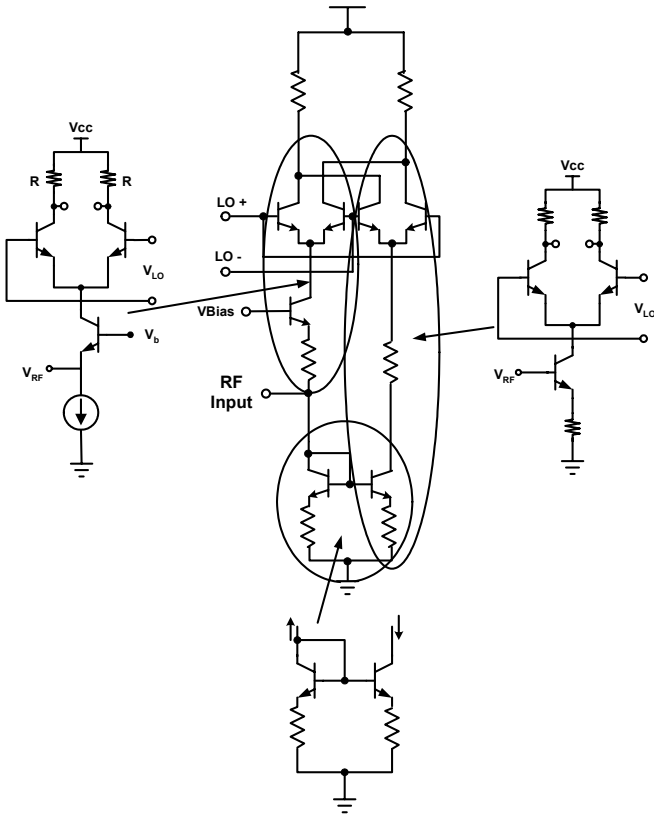 Vcc
R
R
V_LO
V_b
V_RF
LO +
LO -
VBias
RF
Input
Vcc
V_LO
V_RF